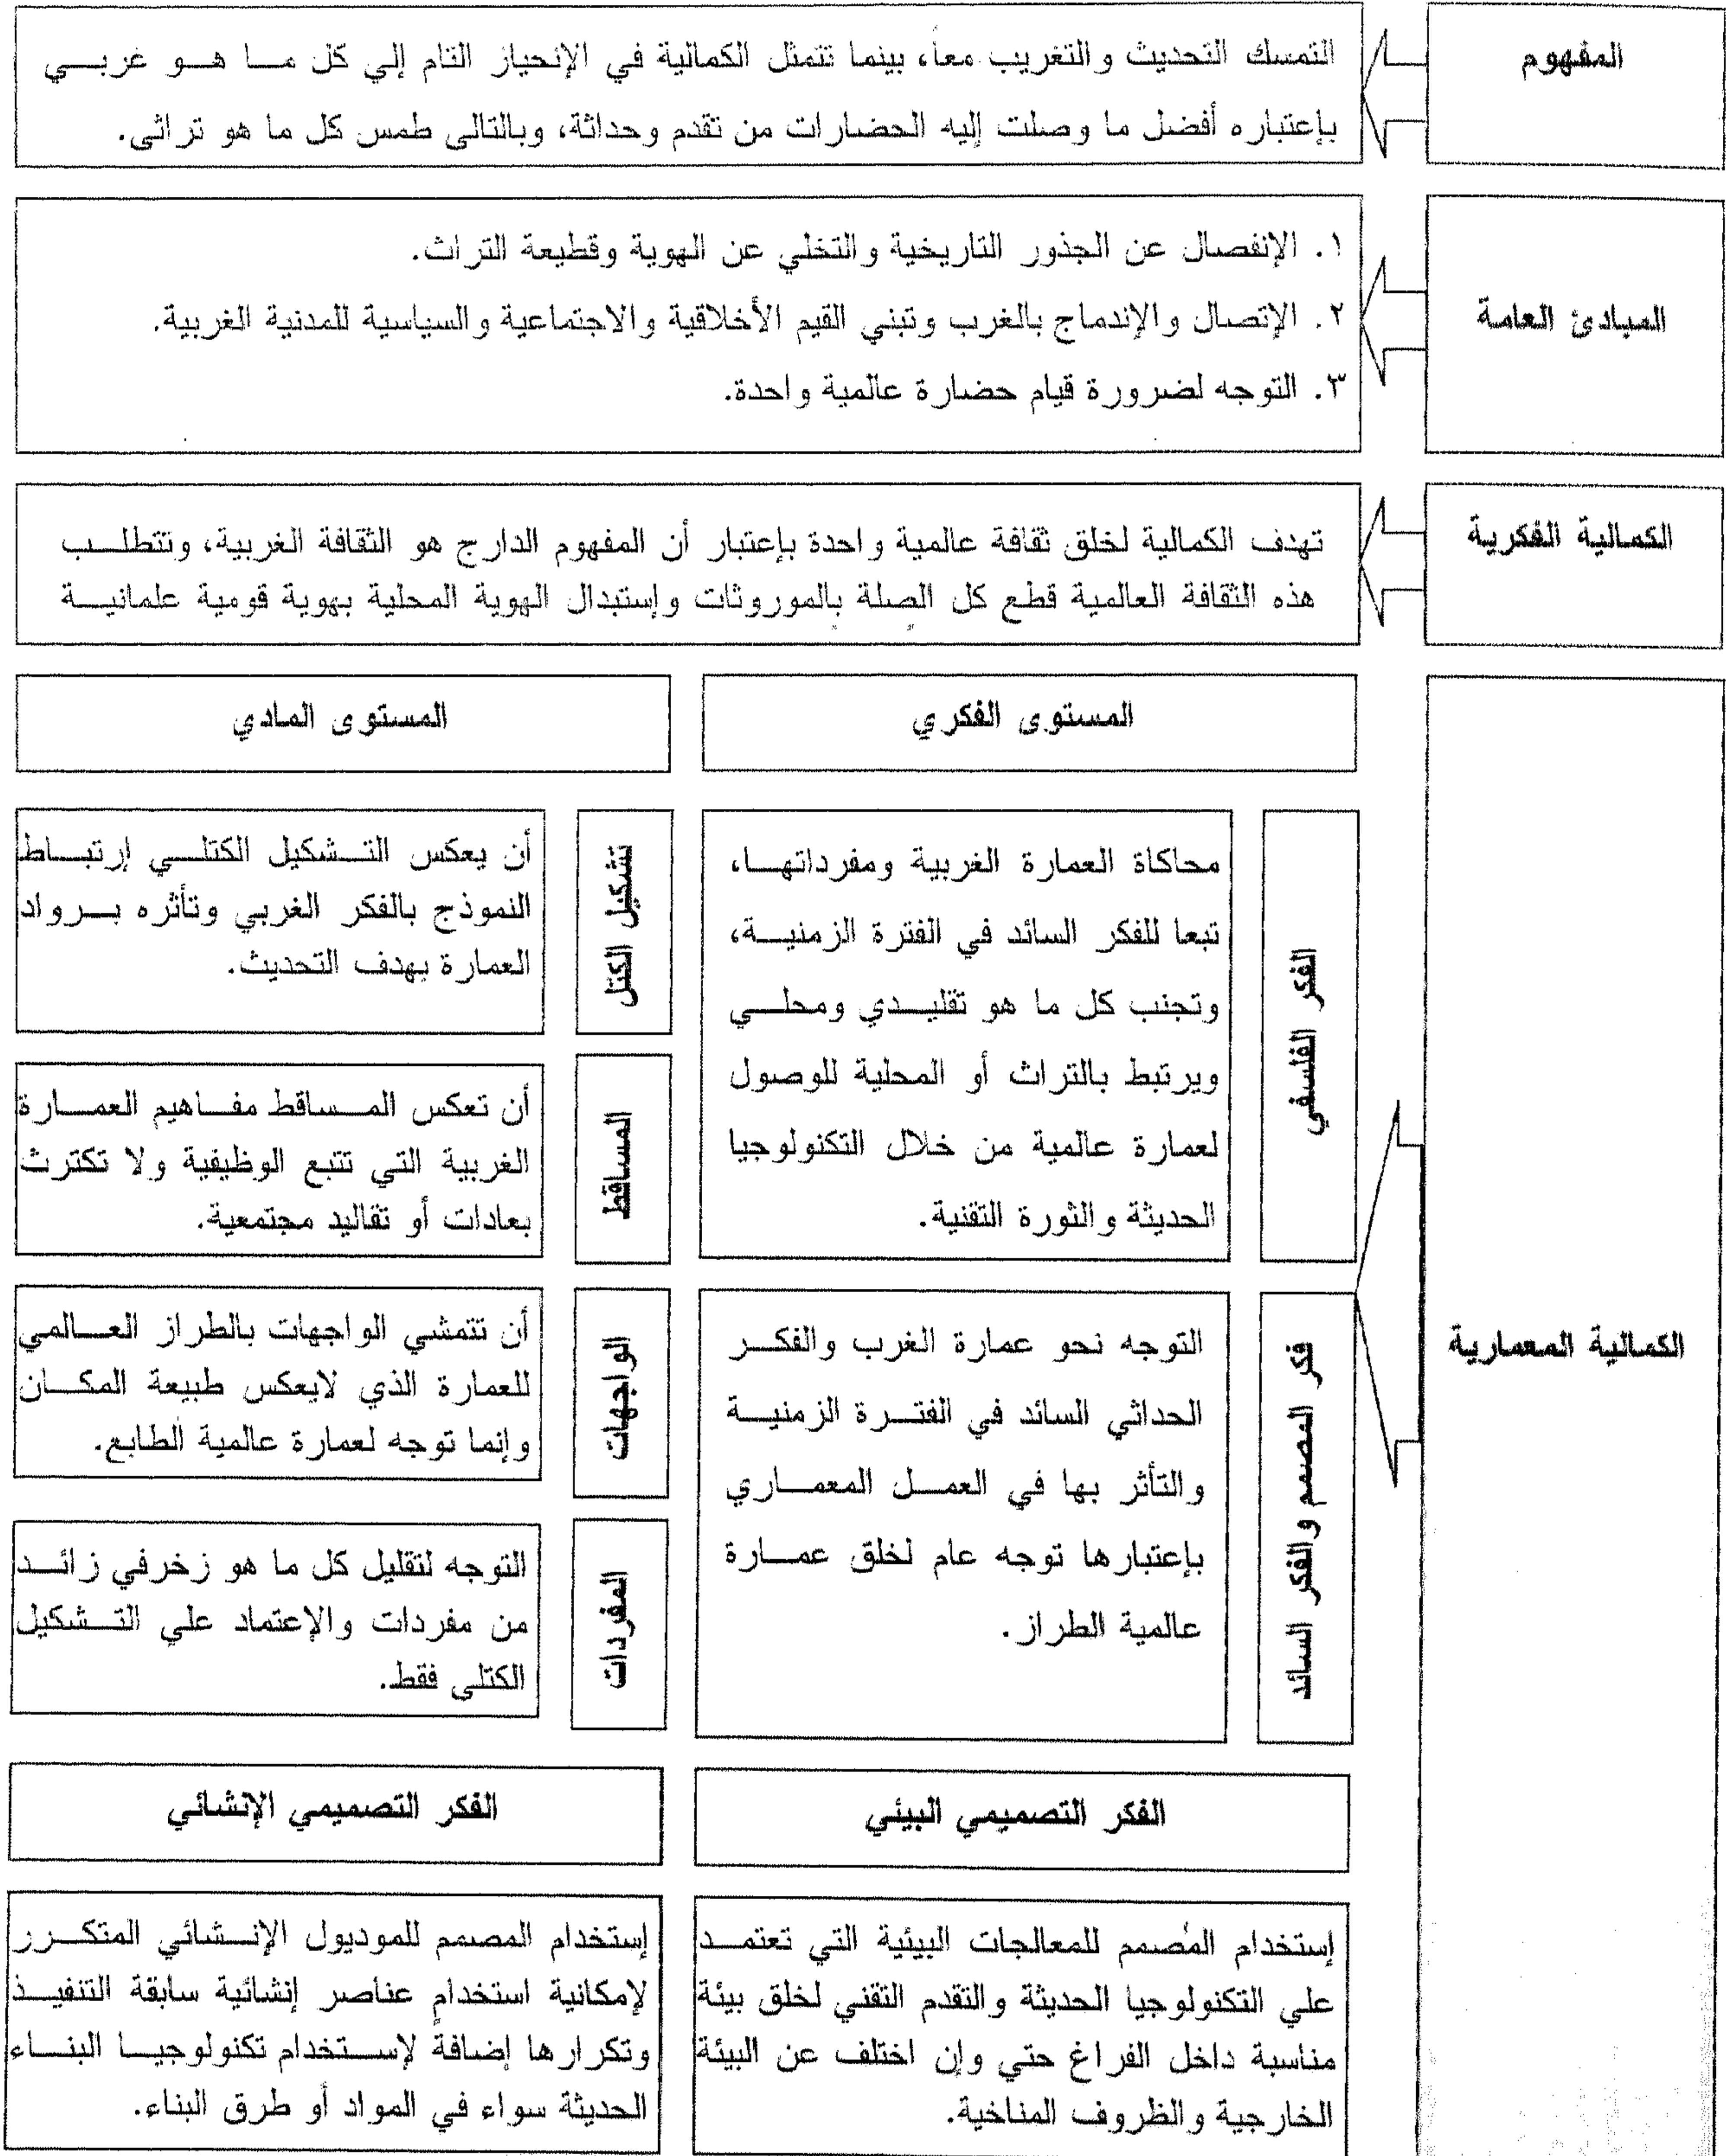 المفهوم
التمسك التحديث والتغريب معاً، بينما تتمثل الكمالية في الإنحياز التام إلي كل ما هو غربي
بإعتباره أفضل ما وصلت إليه الحضارات من تقدم وحداثة، وبالتالى طمس كل ما هو تراثى.
المبادئ العامة
١. الإنفصال عن الجذور التاريخية والتخلي عن الهوية وقطيعة التراث.
٢. الإتصال والإندماج بالغرب وتبني القيم الأخلاقية والاجتماعية والسياسية للمدنية الغربية.
٣. التوجه لضرورة قيام حضارة عالمية واحدة.
الكمالية الفكرية
تهدف الكمالية لخلق ثقافة عالمية واحدة بإعتبار أن المفهوم الدارج هو الثقافة الغربية، وتتطلب
هذه الثقافة العالمية قطع كل الصلة بالموروثات وإستبدال الهوية المحلية بهوية قومية علمانية
الكمالية المعمارية
المستوى الفكري
الفكر الفلسفي
محاكاة العمارة الغربية ومفرداتها،
تبعا للفكر السائد في الفترة الزمنية،
وتجنب كل ما هو تقليدي ومحلي
ويرتبط بالتراث أو المحلية للوصول
لعمارة عالمية من خلال التكنولوجيا
الحديثة والثورة التقنية.
فكر المصمم والفكر السائد
التوجه نحو عمارة الغرب والفكر
الحداثي السائد في الفترة الزمنية
والتأثر بها في العمل المعماري
بإعتبارها توجه عام لخلق عمارة
عالمية الطراز.
المستوى المادي
تشكيل الكتل
أن يعكس التشكيل الكتلي إرتباط
النموذج بالفكر الغربي وتأثره برواد
العمارة بهدف التحديث.
المساقط
أن تعكس المساقط مفاهيم العمارة
الغربية التي تتبع الوظيفية ولا تكترث
بعادات أو تقاليد مجتمعية.
الواجهات
أن تتمشي الواجهات بالطراز العالمي
للعمارة الذي لايعكس طبيعة المكان
وإنما توجه لعمارة عالمية الطابع.
المفردات
التوجه لتقليل كل ما هو زخرفي زائد
من مفردات والإعتماد علي التشكيل
الكتلى فقط.
الفكر التصميمي البيئي
إستخدام المصمم للمعالجات البيئية التي تعتمد
علي التكنولوجيا الحديثة والتقدم التقني لخلق بيئة
مناسبة داخل الفراغ حتي وإن اختلف عن البيئة
الخارجية والظروف المناخية.
الفكر التصميمي الإنشائي
إستخدام المصمم للموديول الإنشائي المتكرر
لإمكانية استخدام عناصر إنشائية سابقة التنفيذ
وتكرارها إضافة لإستخدام تكنولوجيا البناء
الحديثة سواء في المواد أو طرق البناء.